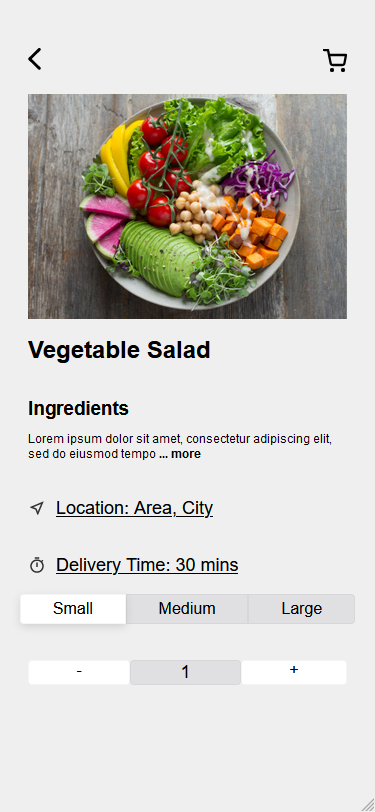 Vegetable Salad
Ingredients
Lorem ipsum dolor sit amet, consectetur adipiscing elit,
sed do eiusmod tempo ... more
Location: Area, City
Delivery Time: 30 mins
Small Medium Large
- 1 +